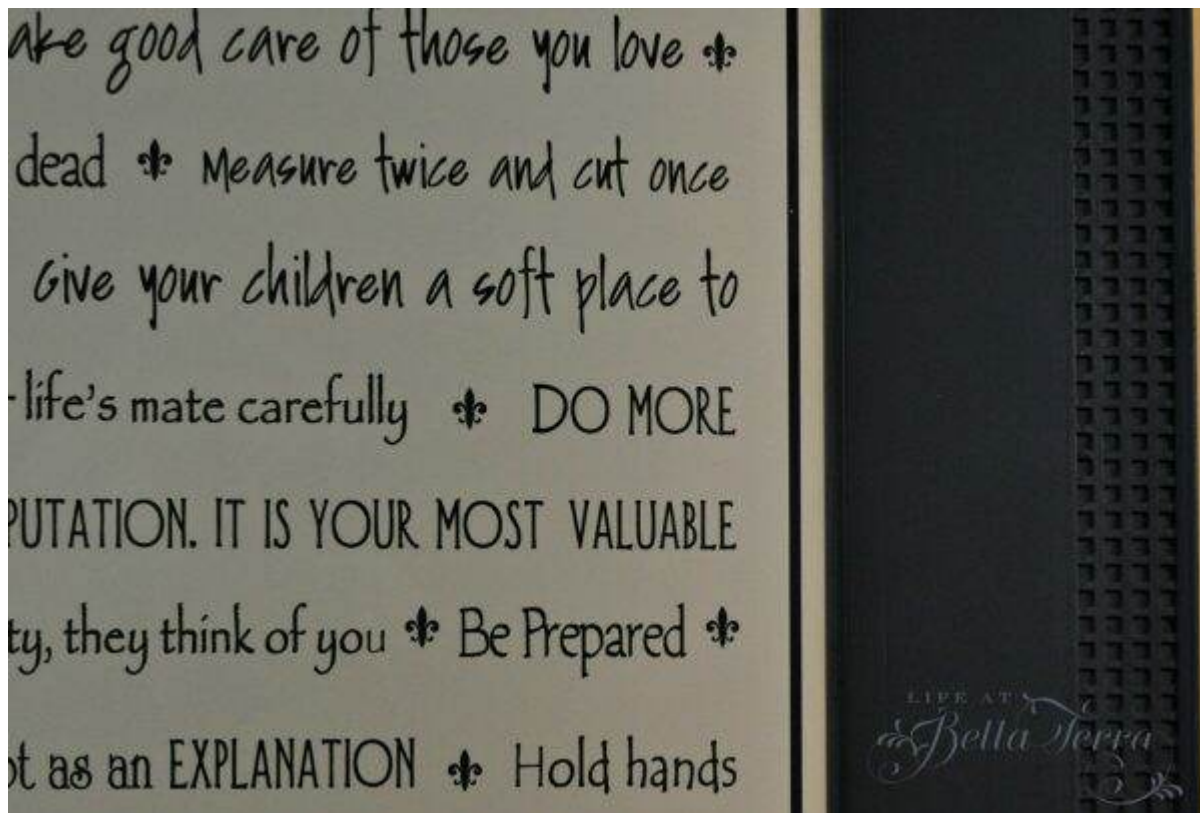 ake good care of those you love ⚜
dead ⚜ Measure twice and cut once
Give your children a soft place to
life's mate carefully ⚜ DO MORE
PUTATION. IT IS YOUR MOST VALUABLE
ty, they think of you ⚜ Be Prepared ⚜
ot as an EXPLANATION ⚜ Hold hands
LIFE AT
Bella Terra